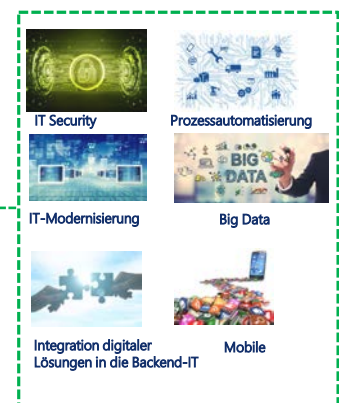 IT Security
Prozessautomatisierung
BIG
DATA
IT-Modernisierung
Big Data
Integration digitaler
Lösungen in die Backend-IT
Mobile